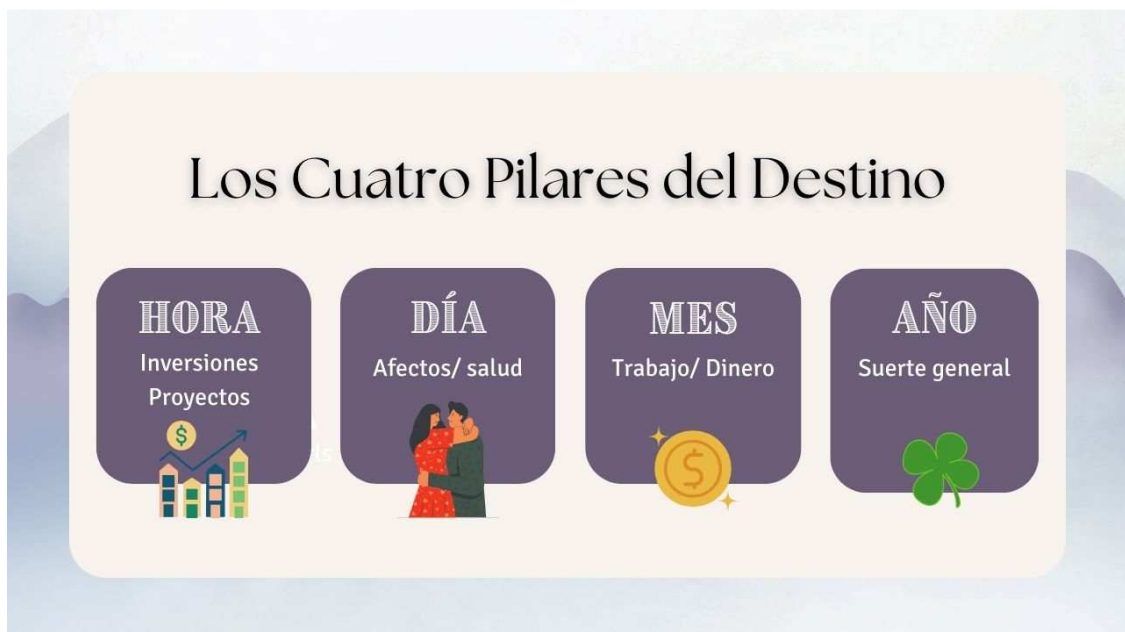 Los Cuatro Pilares del Destino
HORA
Inversiones
Proyectos
$
DÍA
Afectos/ salud
MES
Trabajo/ Dinero
$
AÑO
Suerte general